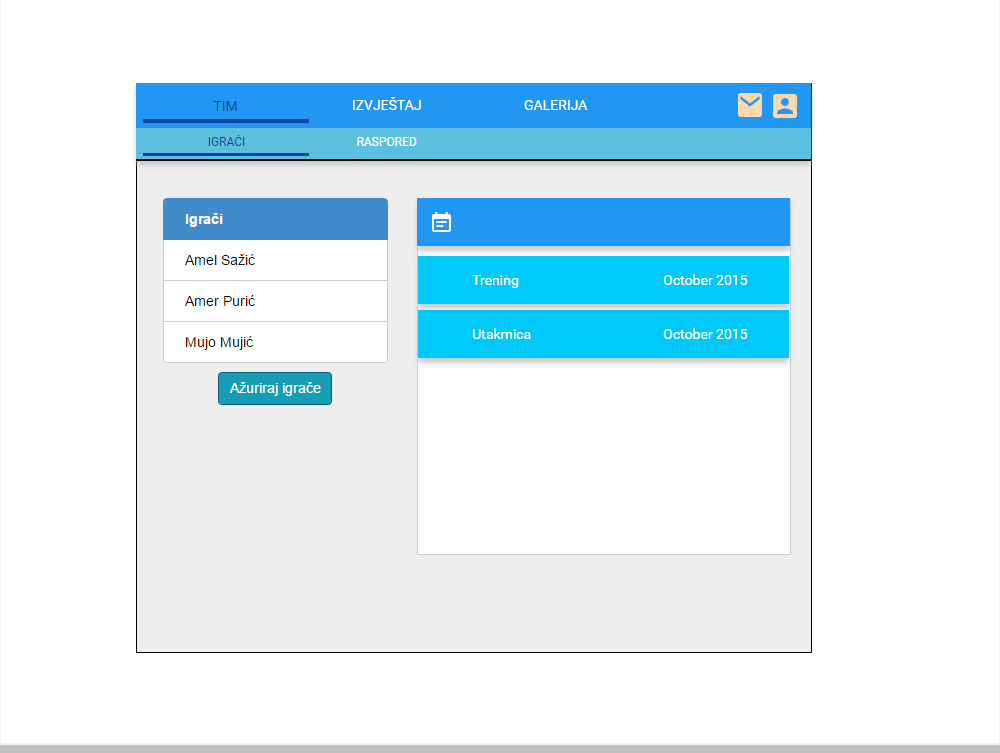 TIM IZVJEŠTAJ GALERIJA
IGRAČI RASPORED
Igrači
Amel Sažić
Amer Purić
Mujo Mujić
Ažuriraj igrače
Trening October 2015
Utakmica October 2015